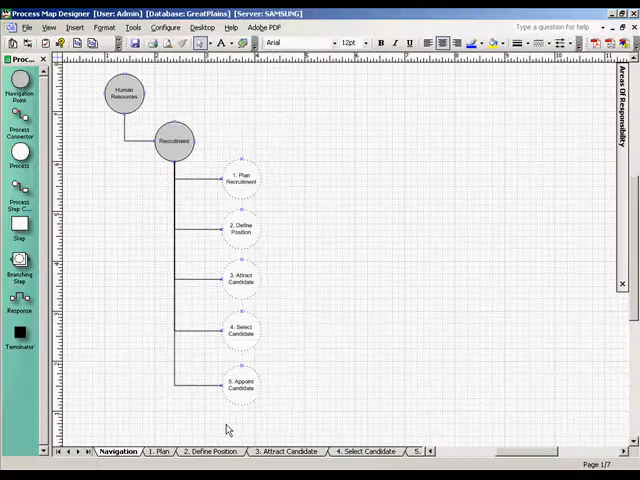 Process Map Designer [User: Admin] [Database: GreatPlains] [Server: SAMSUNG]
File View Insert Format Tools Configure Desktop Help Adobe PDF
Type a question for help
Arial 12pt B I U
Proc...
Navigation
Point
Process
Connector
Process
Process
Step C...
Step
Branching
Step
Response
Terminator
Human
Resources
Recruitment
1. Plan
Recruitment
2. Define
Position
3. Attract
Candidate
4. Select
Candidate
5. Appoint
Candidate
Areas of Responsibility
Navigation 1. Plan 2. Define Position 3. Attract Candidate 4. Select Candidate 5.
Page 1/7